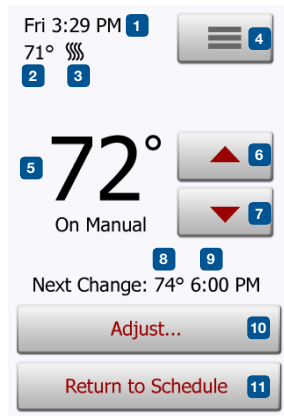 Fri 3:29 PM 1
71°
2 3
4
5 72° 6
7
On Manual
8 9
Next Change: 74° 6:00 PM
Adjust... 10
Return to Schedule 11